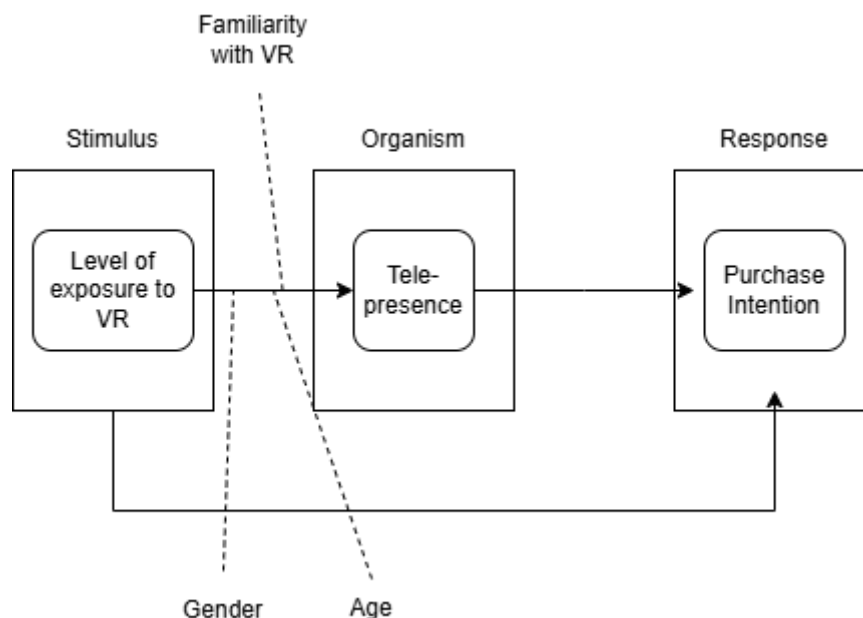 Familiarity
with VR
Stimulus
Organism
Response
Level of
exposure to
VR
Tele-
presence
Purchase
Intention
Gender
Age